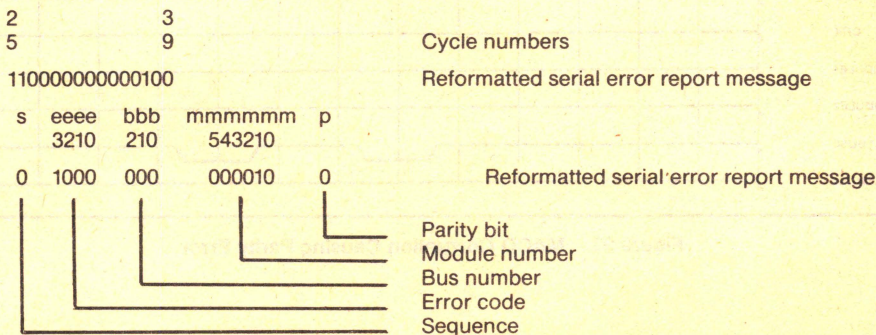 2 3
5 9 Cycle numbers
110000000000100 Reformatted serial error report message
s eeee bbb mmmmmmm p
3210 210 543210
0 1000 000 000010 0 Reformatted serial error report message
Parity bit
Module number
Bus number
Error code
Sequence